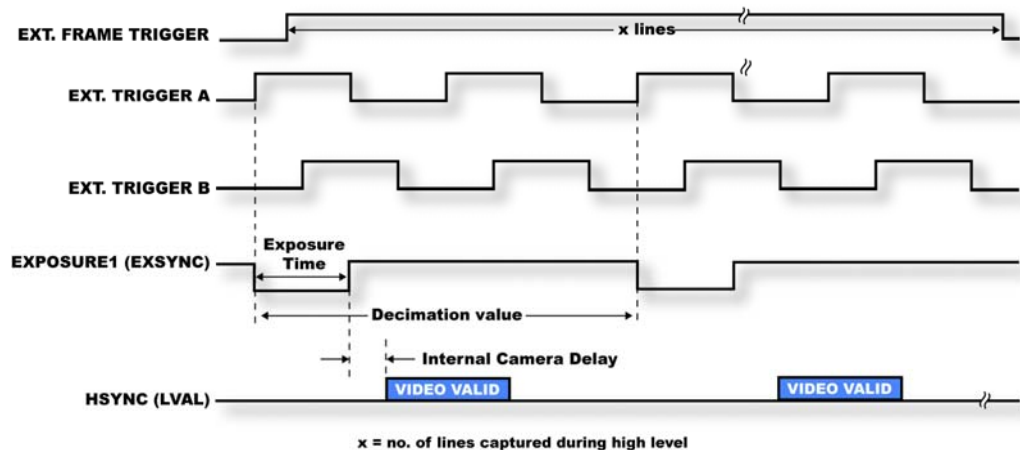 EXT. FRAME TRIGGER
x lines
EXT. TRIGGER A
EXT. TRIGGER B
EXPOSURE1 (EXSYNC)
Exposure
Time
Decimation value
Internal Camera Delay
HSYNC (LVAL)
VIDEO VALID
VIDEO VALID
x = no. of lines captured during high level